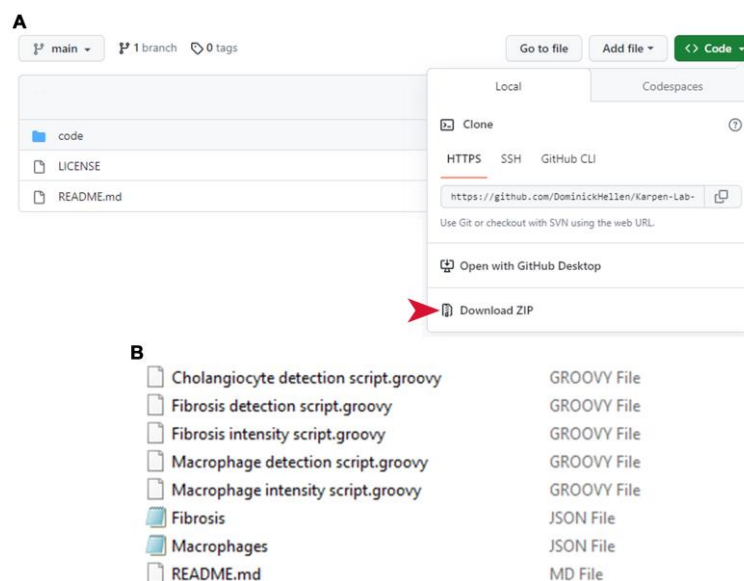 A
main 1 branch 0 tags Go to file Add file <> Code
Local Codespaces
code
Clone
LICENSE
HTTPS SSH GitHub CLI
README.md
https://github.com/DominickHellen/Karpen-Lab-
Use Git or checkout with SVN using the web URL.
Open with GitHub Desktop
Download ZIP
B
Cholangiocyte detection script.groovy GROOVY File
Fibrosis detection script.groovy GROOVY File
Fibrosis intensity script.groovy GROOVY File
Macrophage detection script.groovy GROOVY File
Macrophage intensity script.groovy GROOVY File
Fibrosis JSON File
Macrophages JSON File
README.md MD File